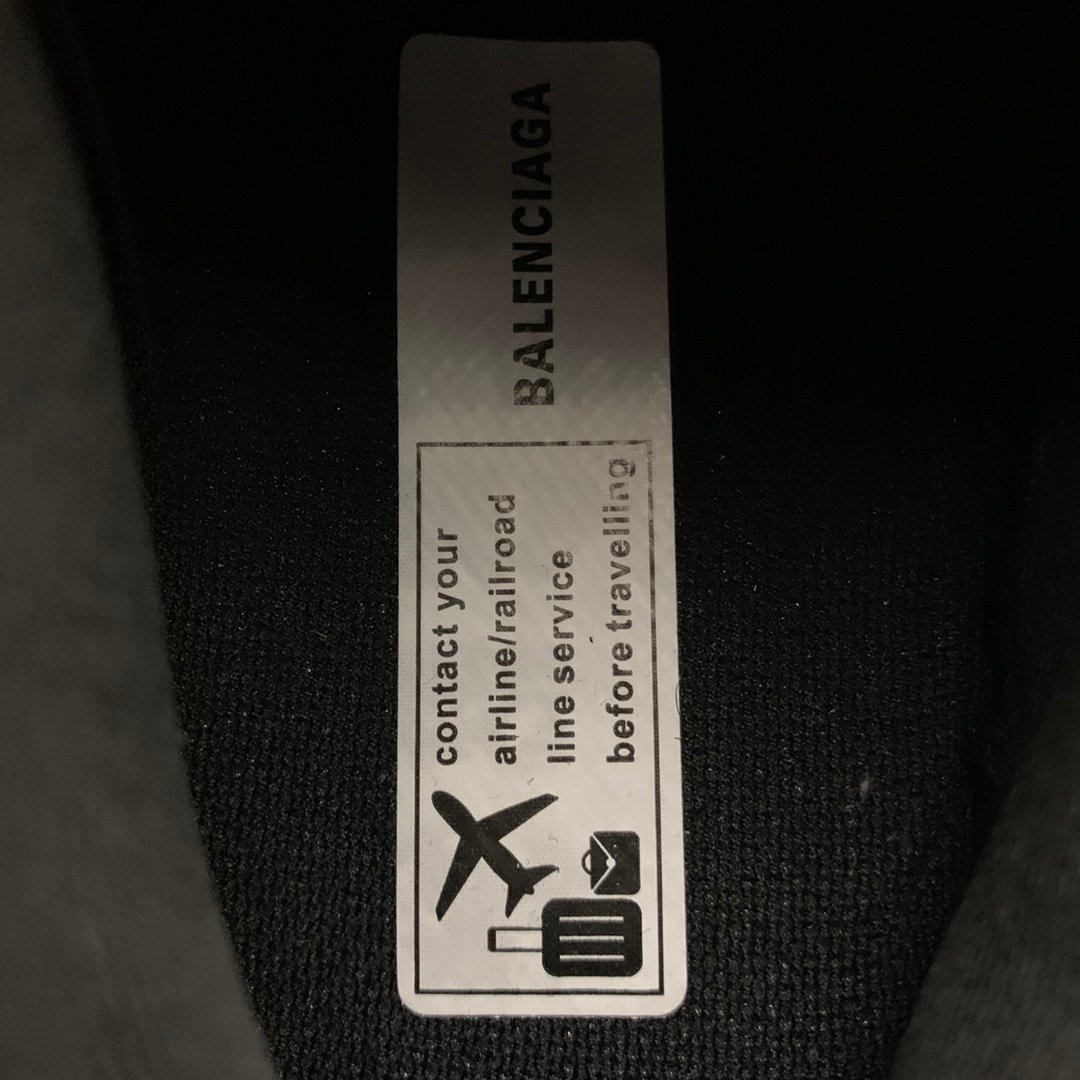 BALENCIAGA
contact your
airline/railroad
line service
before travelling